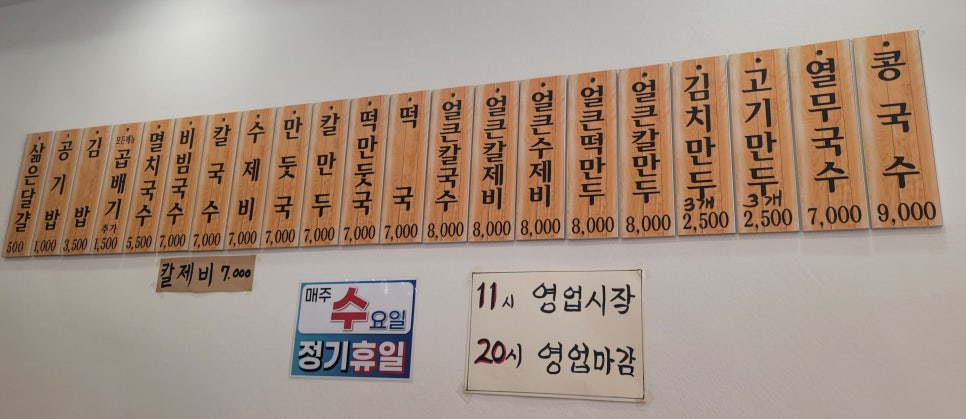 삶은달걀 500
공기밥 1,000
김밥 3,500
모든메뉴 곱배기 추가 1,500
멸치국수 5,500
비빔국수 7,000
칼국수 7,000
수제비 7,000
만둣국 7,000
칼만두 7,000
떡만둣국 7,000
떡국 7,000
얼큰칼국수 8,000
얼큰칼제비 8,000
얼큰수제비 8,000
얼큰떡만두 8,000
얼큰칼만두 8,000
김치만두 3개 2,500
고기만두 3개 2,500
열무국수 7,000
콩국수 9,000
칼제비 7.000
매주
수요일
정기휴일
11시 영업시작
20시 영업마감